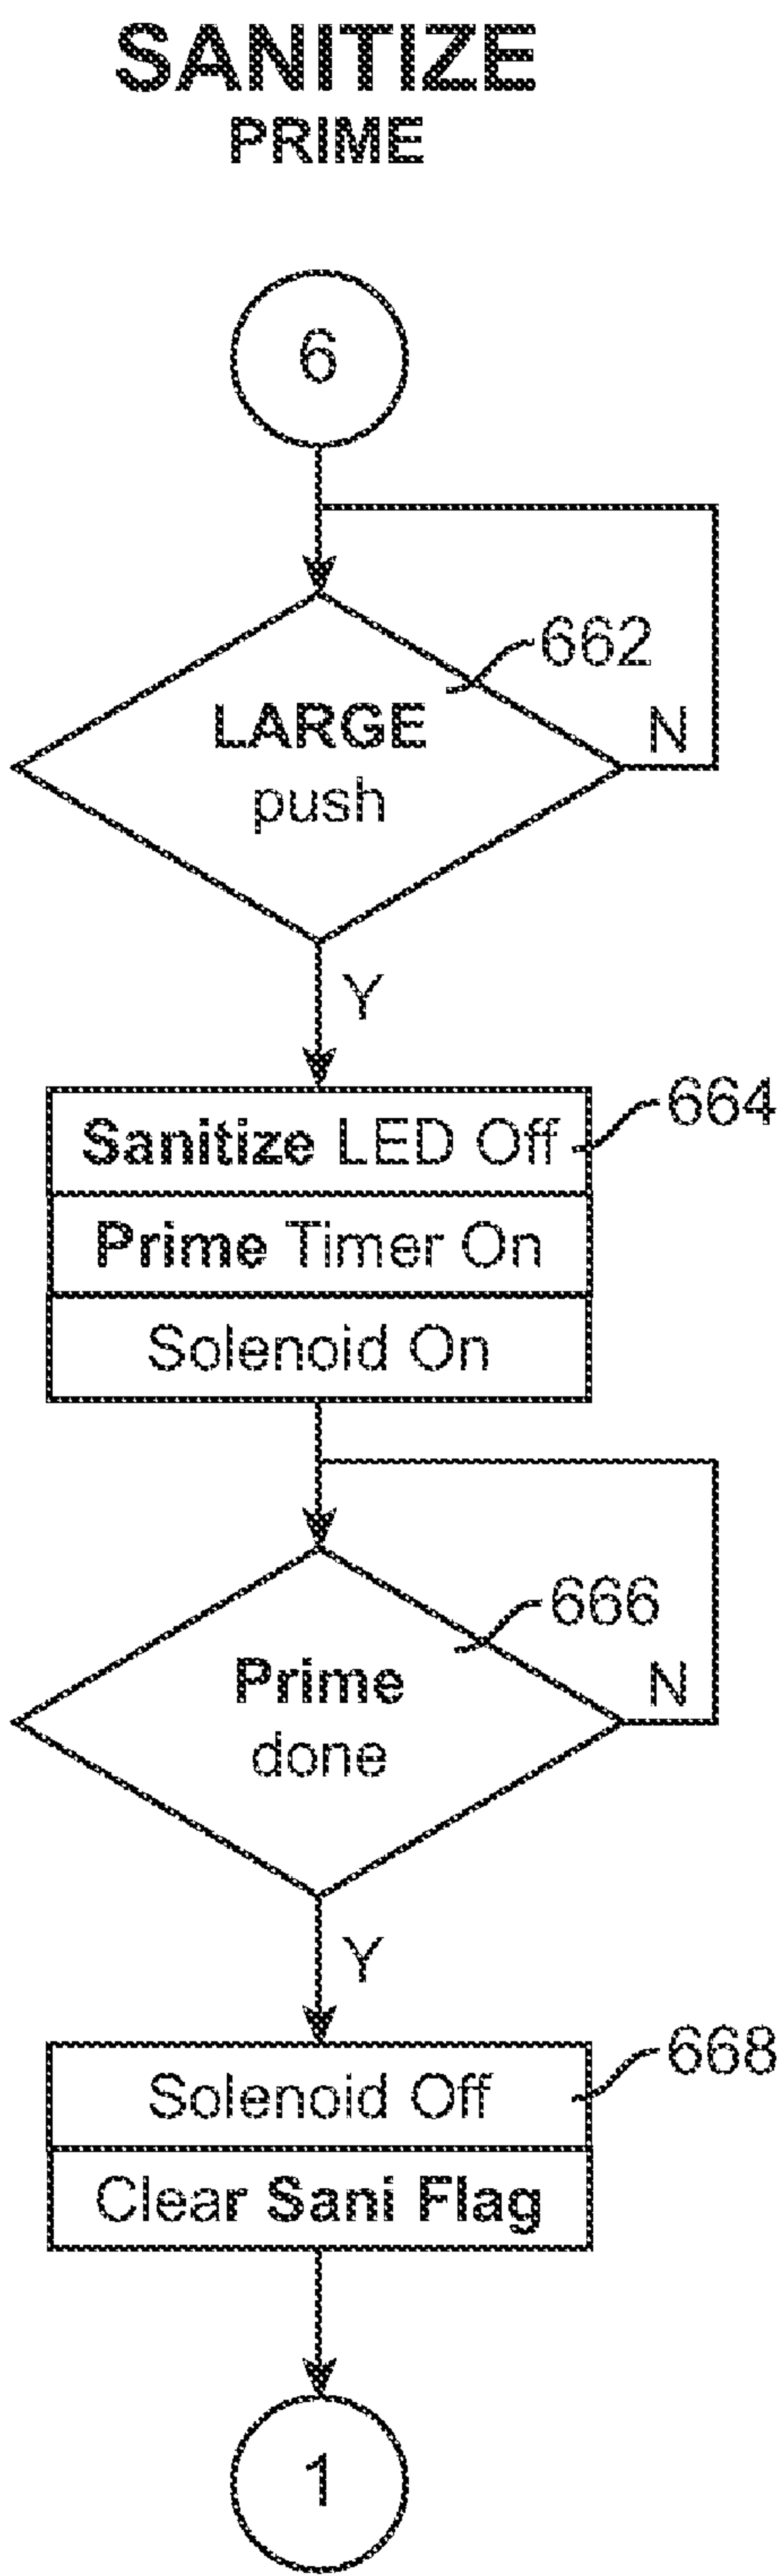 SANITIZE
PRIME
6
662
LARGE
push
N
Y
664
Sanitize LED Off
Prime Timer On
Solenoid On
666
Prime
done
N
Y
668
Solenoid Off
Clear Sani Flag
1